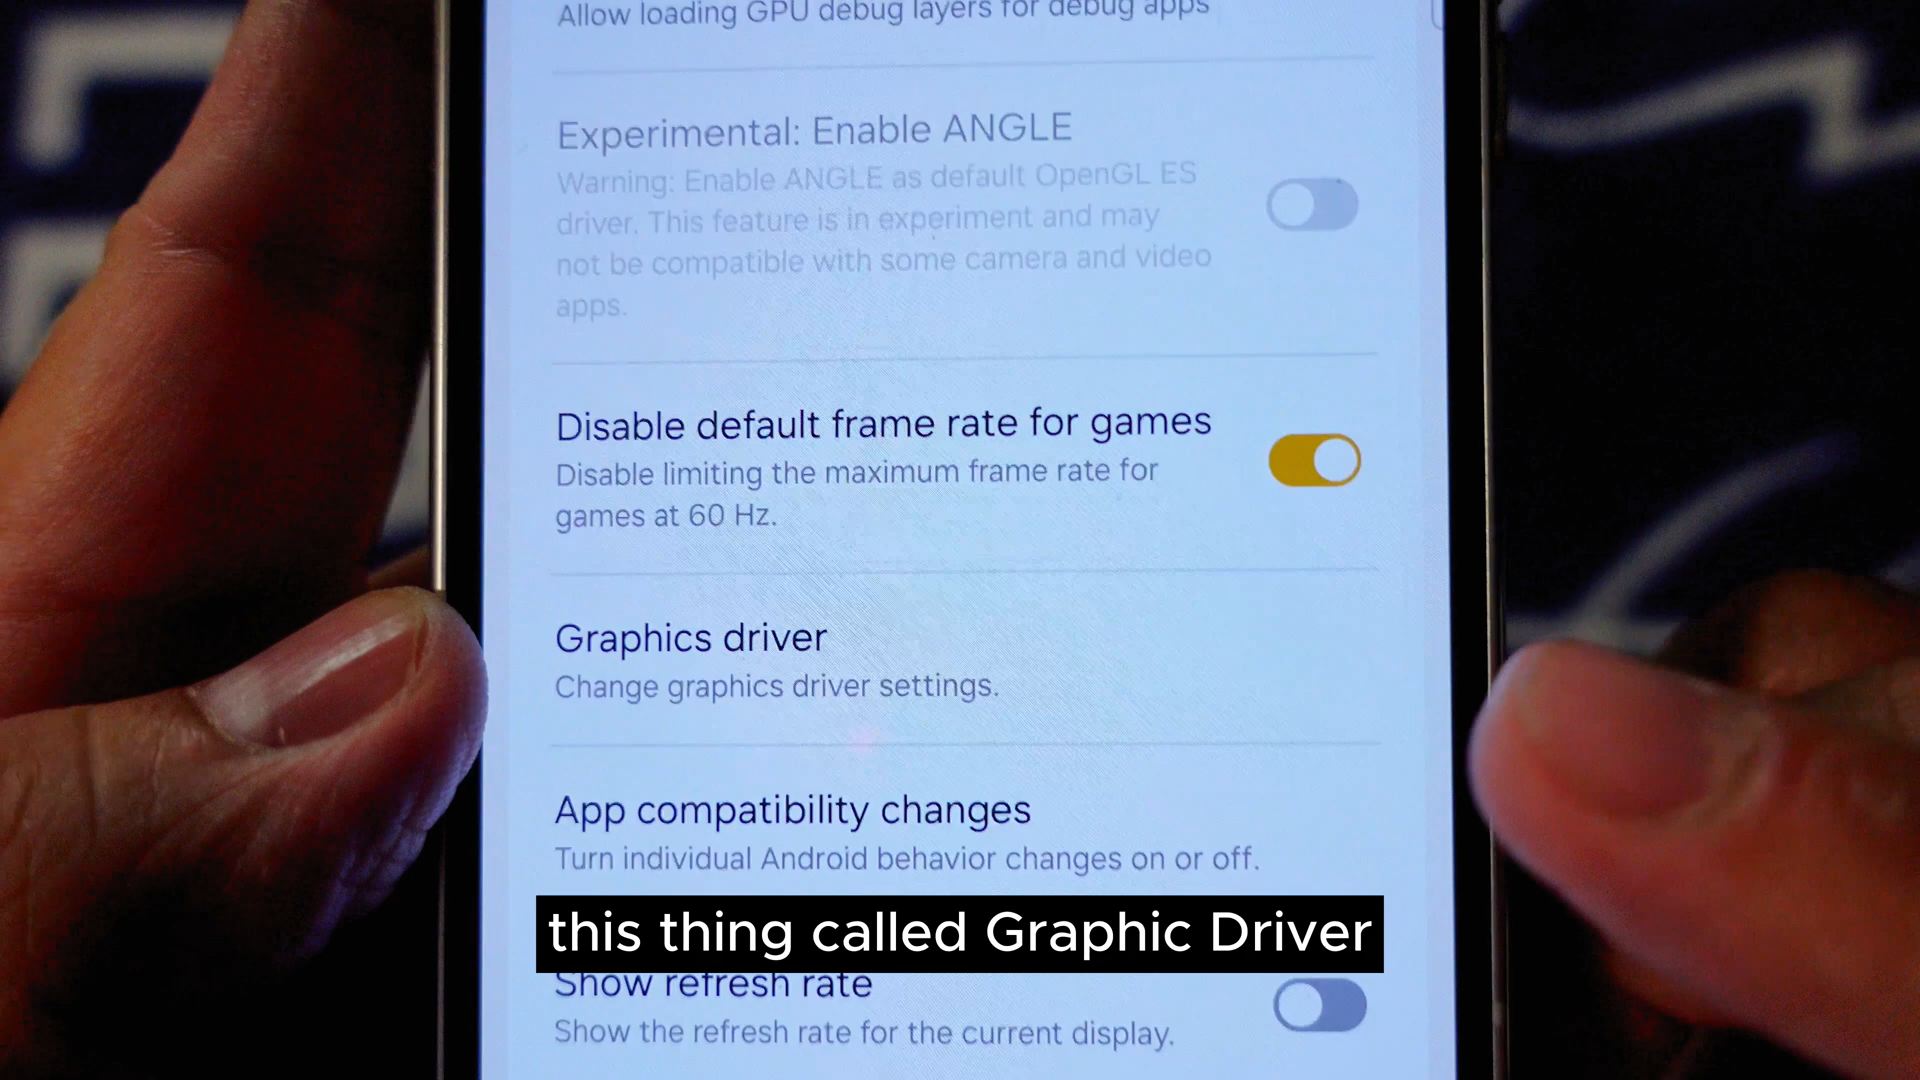 Allow loading GPU debug layers for debug apps
Experimental: Enable ANGLE
Warning: Enable ANGLE as default OpenGL ES
driver. This feature is in experiment and may
not be compatible with some camera and video
apps.
Disable default frame rate for games
Disable limiting the maximum frame rate for
games at 60 Hz.
Graphics driver
Change graphics driver settings.
App compatibility changes
Turn individual Android behavior changes on or off.
this thing called Graphic Driver
Show refresh rate
Show the refresh rate for the current display.